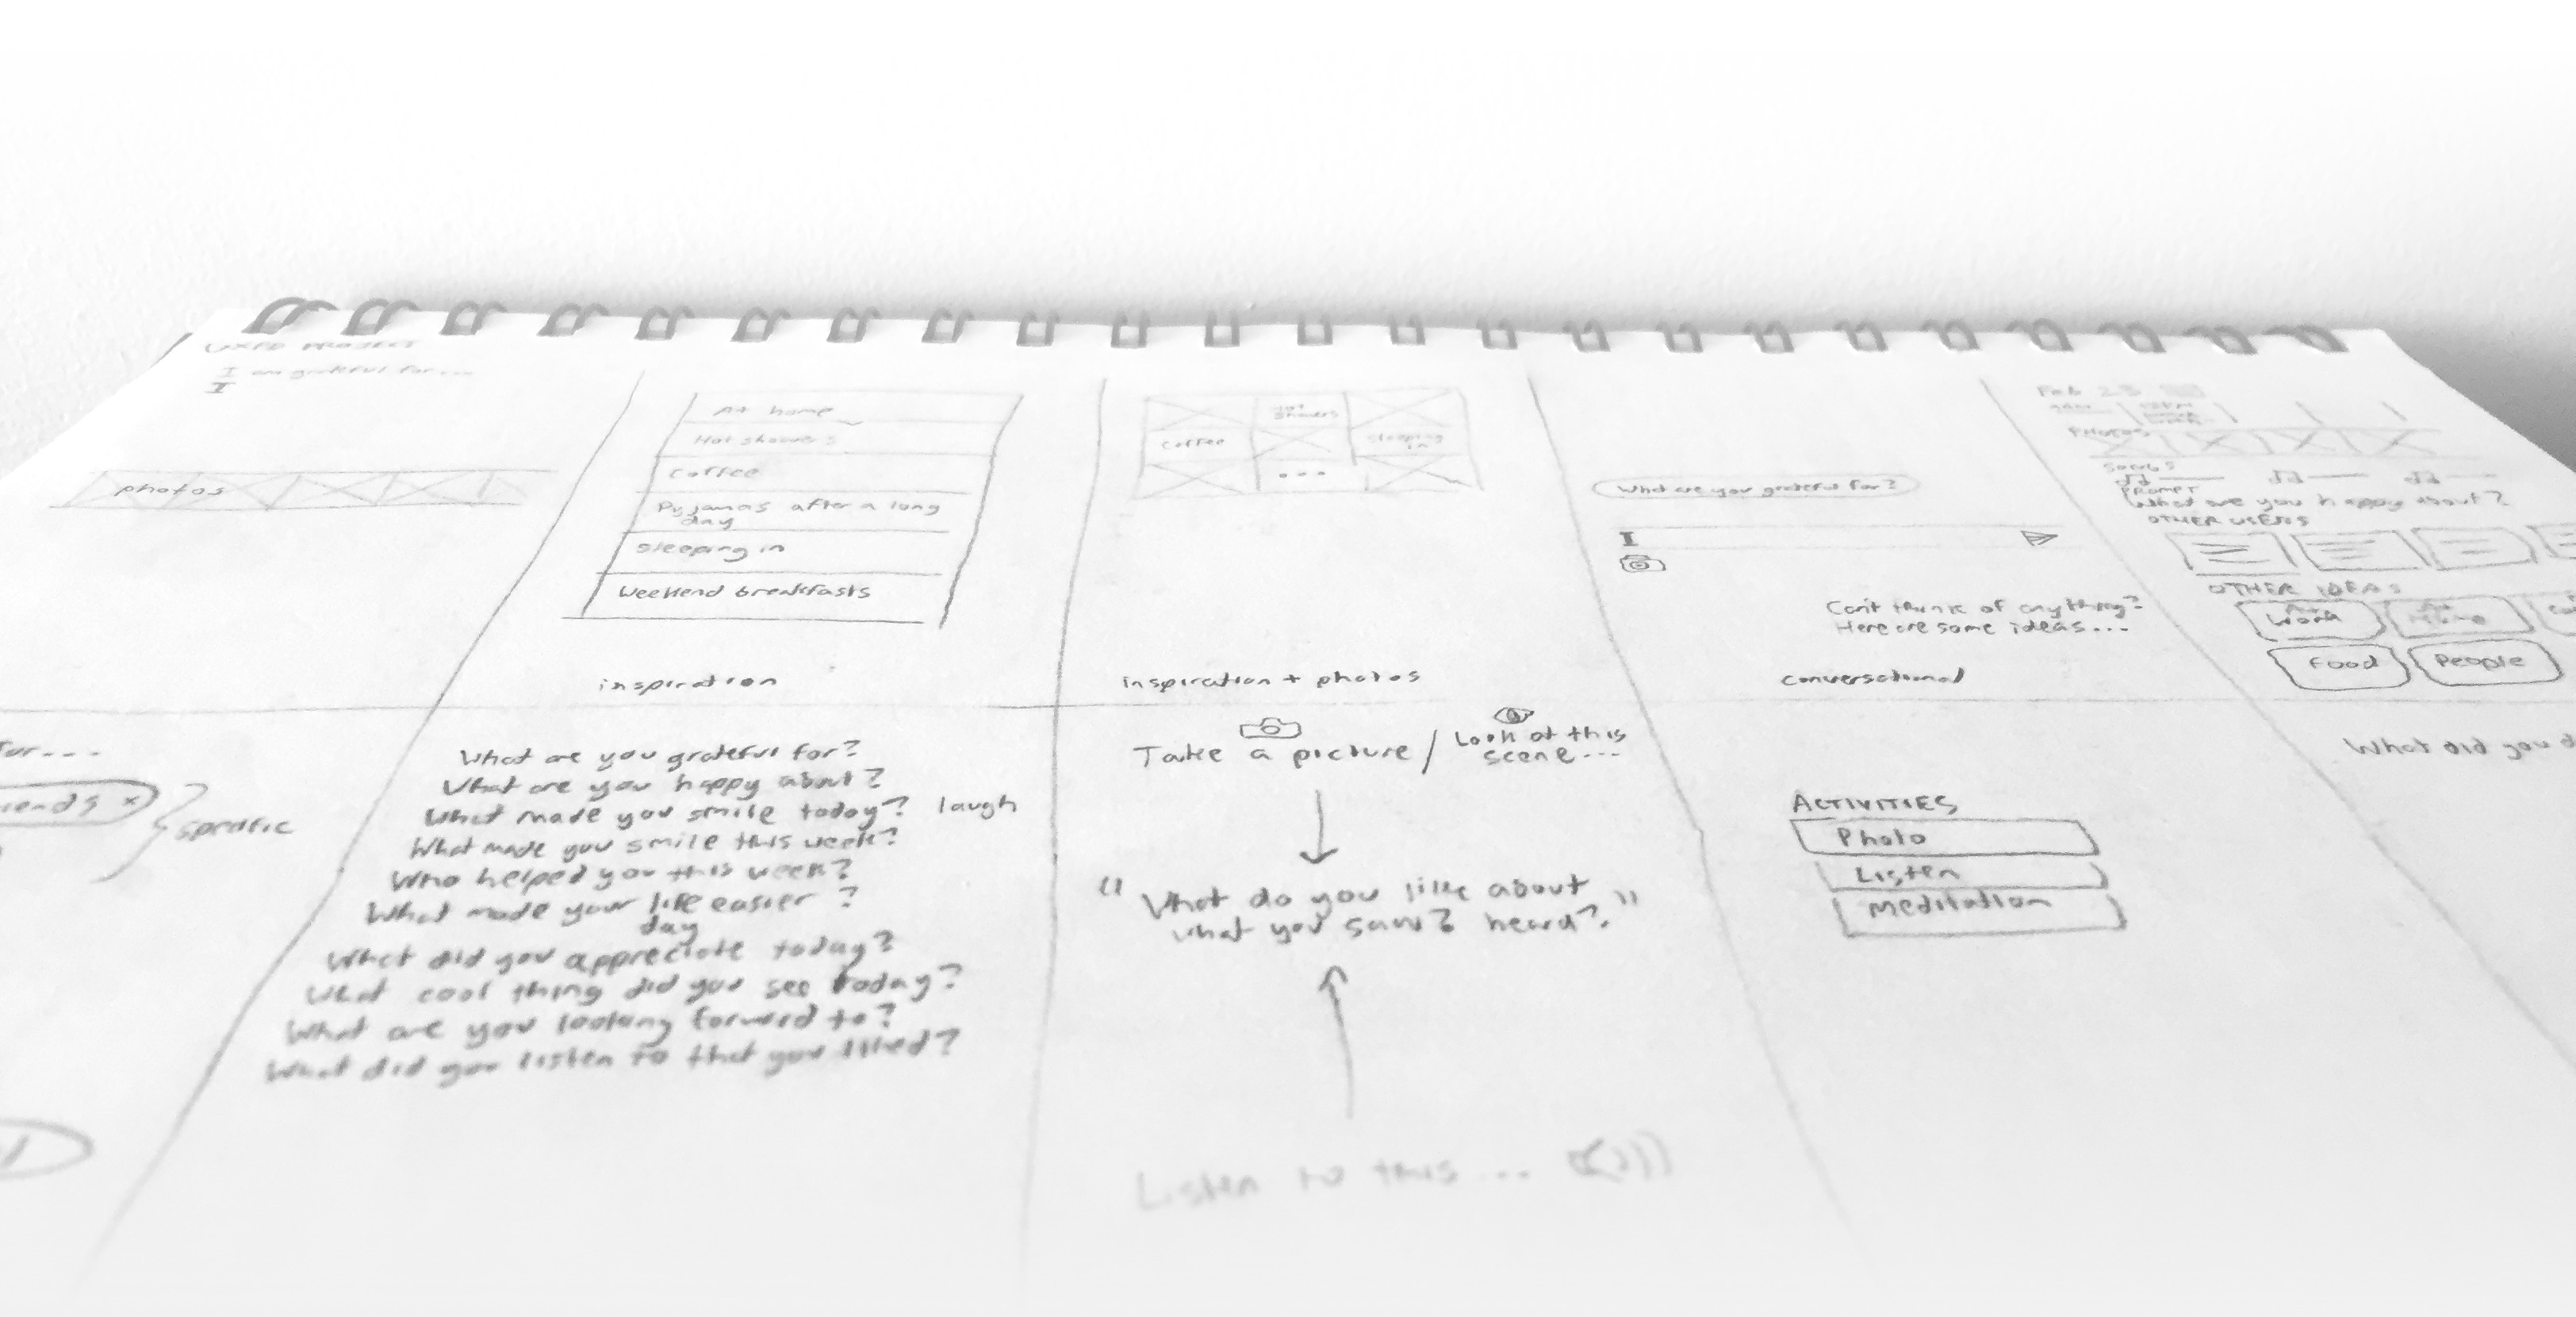 UXPD PROJECT
I am grateful for...
I
photos
At home
Hot showers
Coffee
Pyjamas after a long
day
Sleeping in
Weekend breakfasts
inspiration
Hot
Showers
Coffee
Sleeping
in
...
inspiration + photos
What are you grateful for?
I
Can't think of anything?
Here are some ideas...
conversational
Feb 23
PHOTOS
SONGS
PROMPT
What are you happy about?
OTHER USERS
OTHER IDEAS
At
Work
At
Home
Food
People
for...
iends x
specific
What are you grateful for?
What are you happy about?
What made you smile today? laugh
What made you smile this week?
Who helped you this week?
What made your life easier?
day
What did you appreciate today?
What cool thing did you see today?
What are you looking forward to?
What did you listen to that you liked?
Take a picture / Look at this
scene...
"What do you like about
what you saw? heard?"
Listen to this...
ACTIVITIES
Photo
Listen
Meditation
What did you d